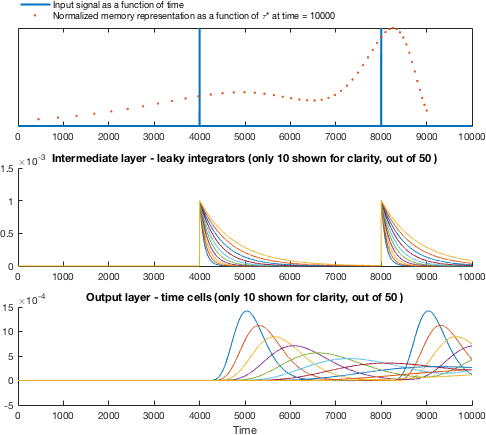 Input signal as a function of time
Normalized memory representation as a function of τ* at time = 10000
0 1000 2000 3000 4000 5000 6000 7000 8000 9000 10000
×10⁻³ Intermediate layer - leaky integrators (only 10 shown for clarity, out of 50 )
1.5
1
0.5
0
0 1000 2000 3000 4000 5000 6000 7000 8000 9000 10000
×10⁻⁴ Output layer - time cells (only 10 shown for clarity, out of 50 )
15
10
5
0
-5
0 1000 2000 3000 4000 5000 6000 7000 8000 9000 10000
Time